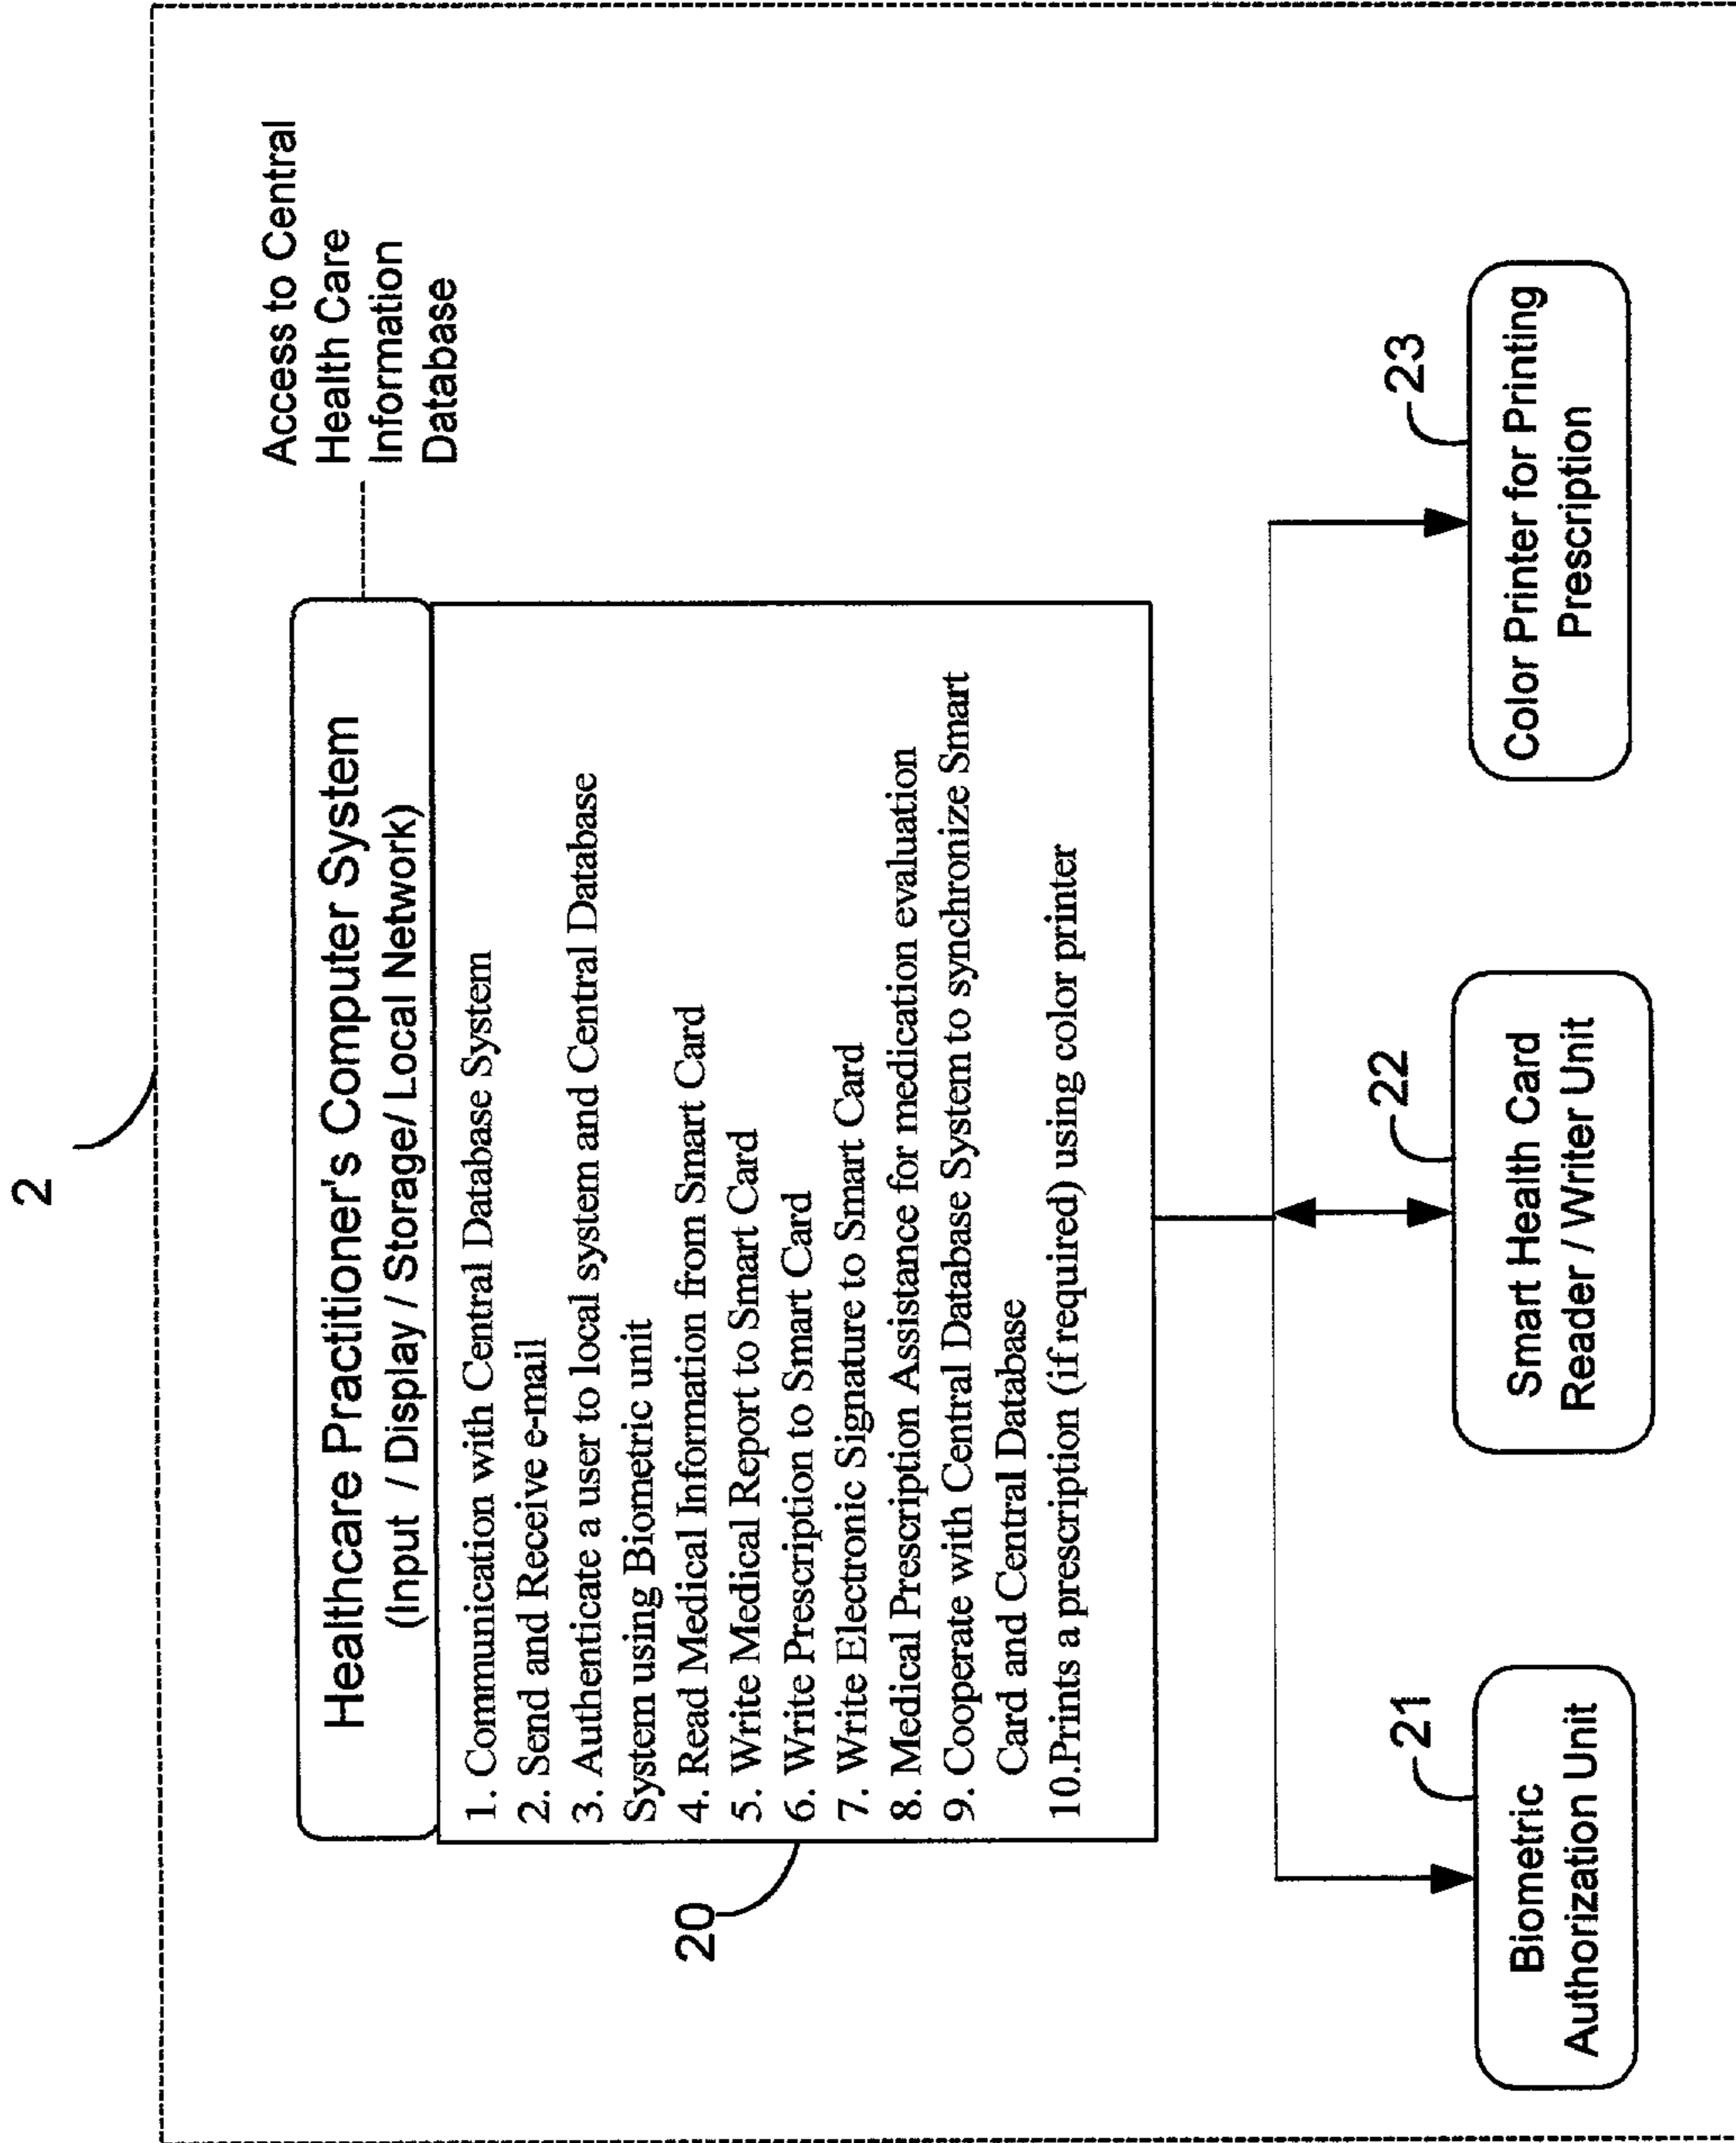 2
Access to Central
Health Care
Information
Database
Healthcare Practitioner's Computer System
(Input / Display / Storage/ Local Network)
1. Communication with Central Database System
2. Send and Receive e-mail
3. Authenticate a user to local system and Central Database
System using Biometric unit
4. Read Medical Information from Smart Card
5. Write Medical Report to Smart Card
6. Write Prescription to Smart Card
7. Write Electronic Signature to Smart Card
8. Medical Prescription Assistance for medication evaluation
9. Cooperate with Central Database System to synchronize Smart
Card and Central Database
10.Prints a prescription (if required) using color printer
20
21
Biometric
Authorization Unit
22
Smart Health Card
Reader / Writer Unit
23
Color Printer for Printing
Prescription